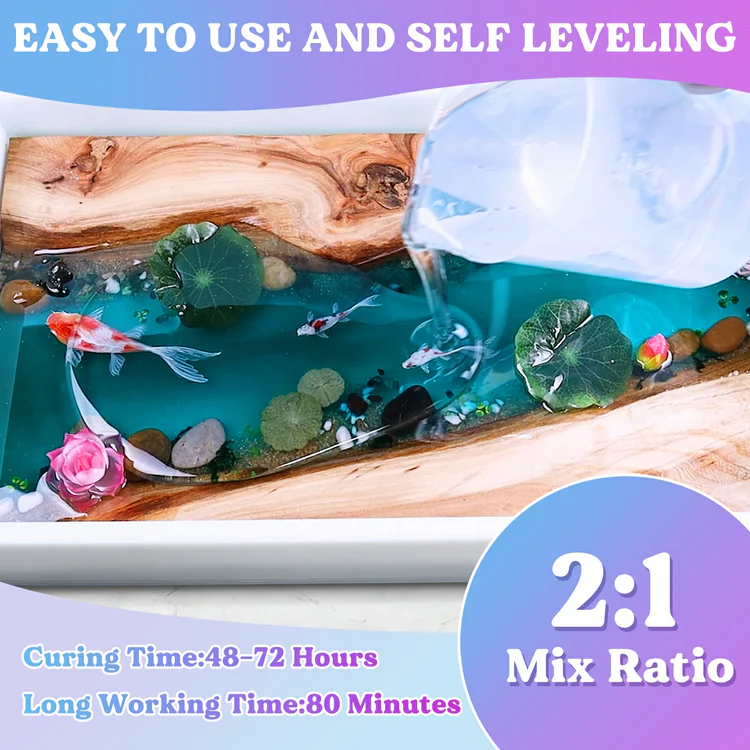 EASY TO USE AND SELF LEVELING
2:1
Mix Ratio
Curing Time:48-72 Hours
Long Working Time:80 Minutes